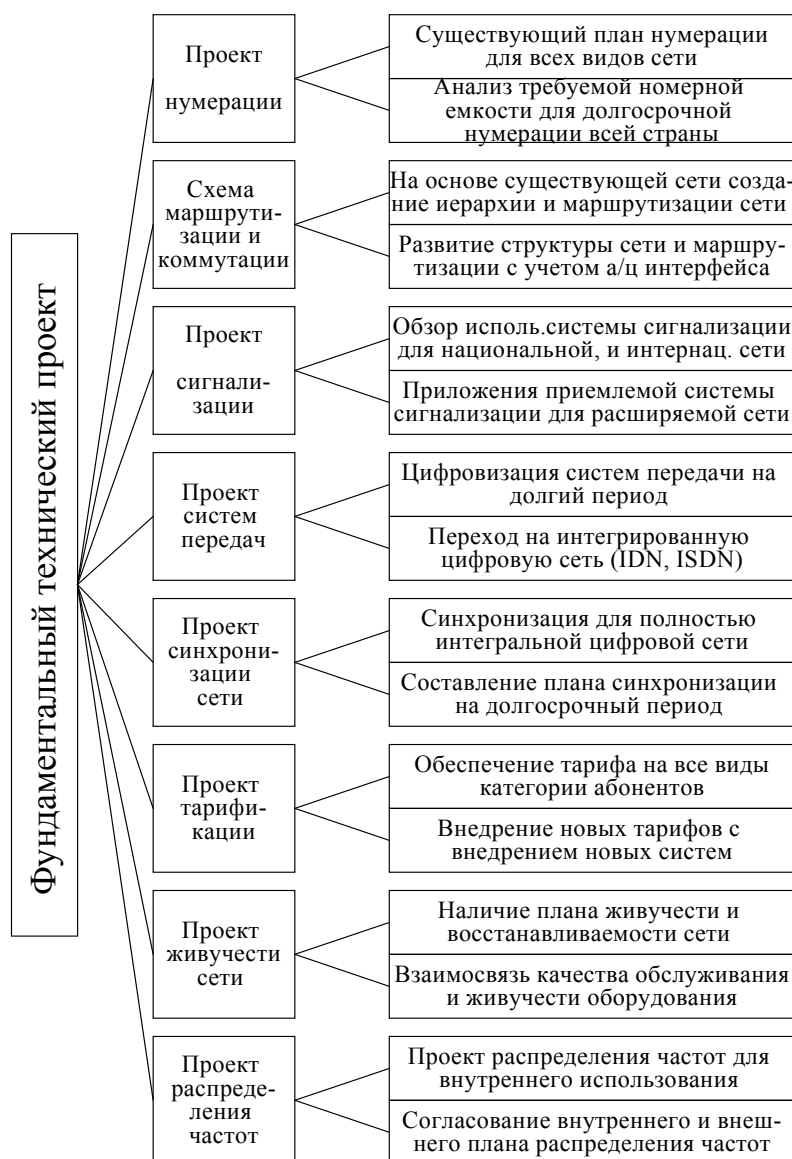 Фундаментальный технический проект
Проект
нумерации
Существующий план нумерации
для всех видов сети
Анализ требуемой номерной
емкости для долгосрочной
нумерации всей страны
Схема
маршрути-
зации и
коммутации
На основе существующей сети созда-
ние иерархии и маршрутизации сети
Развитие структуры сети и маршру-
тизации с учетом а/ц интерфейса
Проект
сигнали-
зации
Обзор исполь.системы сигнализации
для национальной, и интернац. сети
Приложения приемлемой системы
сигнализации для расширяемой сети
Проект
систем
передач
Цифровизация систем передачи на
долгий период
Переход на интегрированную
цифровую сеть (IDN, ISDN)
Проект
синхрони-
зации
сети
Синхронизация для полностью
интегральной цифровой сети
Составление плана синхронизации
на долгосрочный период
Проект
тарифи-
кации
Обеспечение тарифа на все виды
категории абонентов
Внедрение новых тарифов с
внедрением новых систем
Проект
живучести
сети
Наличие плана живучести и
восстанавливаемости сети
Взаимосвязь качества обслуживания
и живучести оборудования
Проект
распреде-
ления
частот
Проект распределения частот для
внутреннего использования
Согласование внутреннего и внеш-
него плана распределения частот